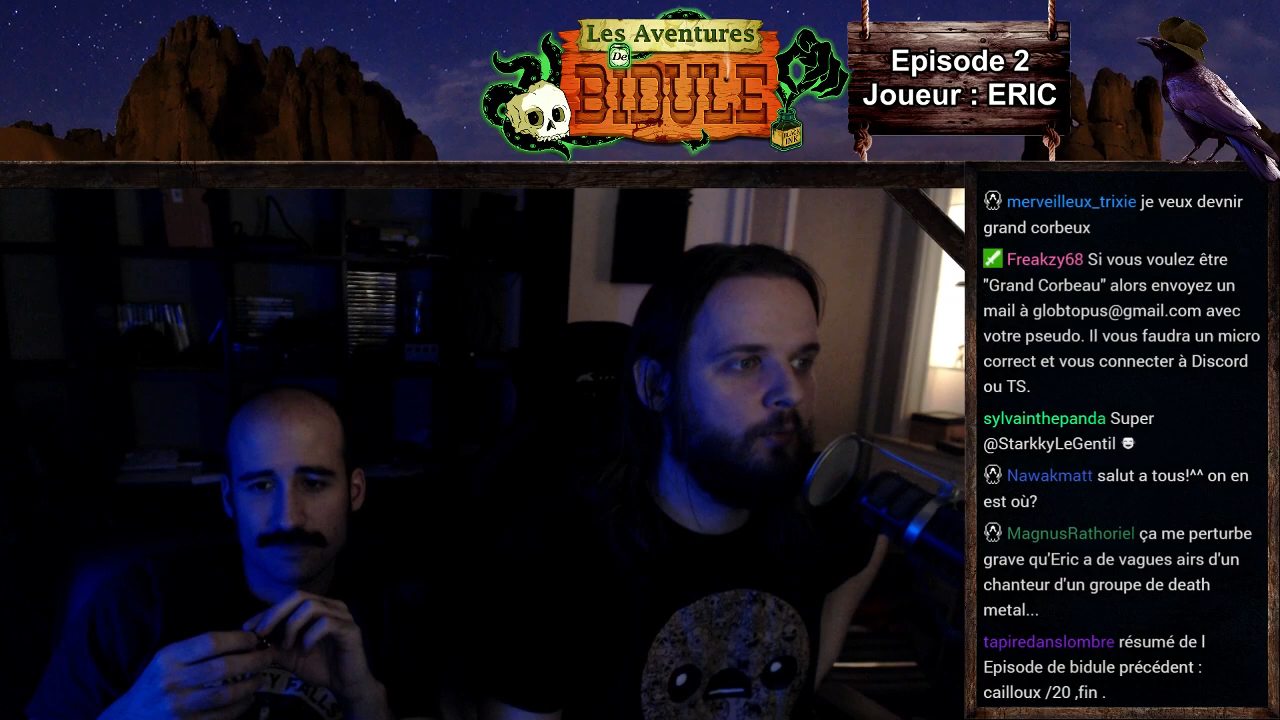 Les Aventures
De
BIDULE
BLACK
INK
Episode 2
Joueur : ERIC
merveilleux_trixie je veux devnir
grand corbeux
Freakzy68 Si vous voulez être
"Grand Corbeau" alors envoyez un
mail à glantopus@gmail.com avec
votre pseudo. Il vous faudra un micro
correct et vous connecter à Discord
ou TS.
sylvainthepanda Super
@StarkkyLeGentil
Nawakmatt salut a tous!^^ on en
est où?
MagnusRathoriel ça me perturbe
grave qu'Eric a de vagues airs d'un
chanteur d'un groupe de death
metal...
tapiredanslombre résumé de l
Episode de bidule précédent :
cailloux /20 ,fin .
FALLS